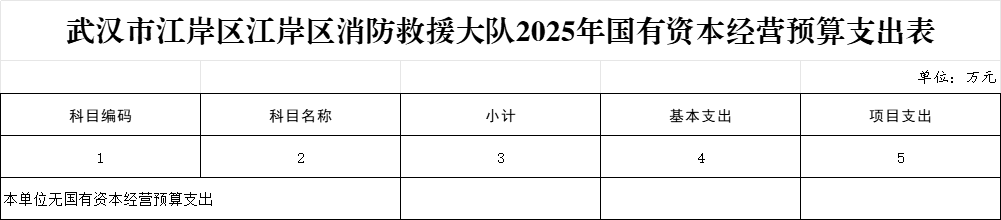 武汉市江岸区江岸区消防救援大队2025年国有资本经营预算支出表
单位：万元
科目编码 科目名称 小计 基本支出 项目支出
1 2 3 4 5
本单位无国有资本经营预算支出